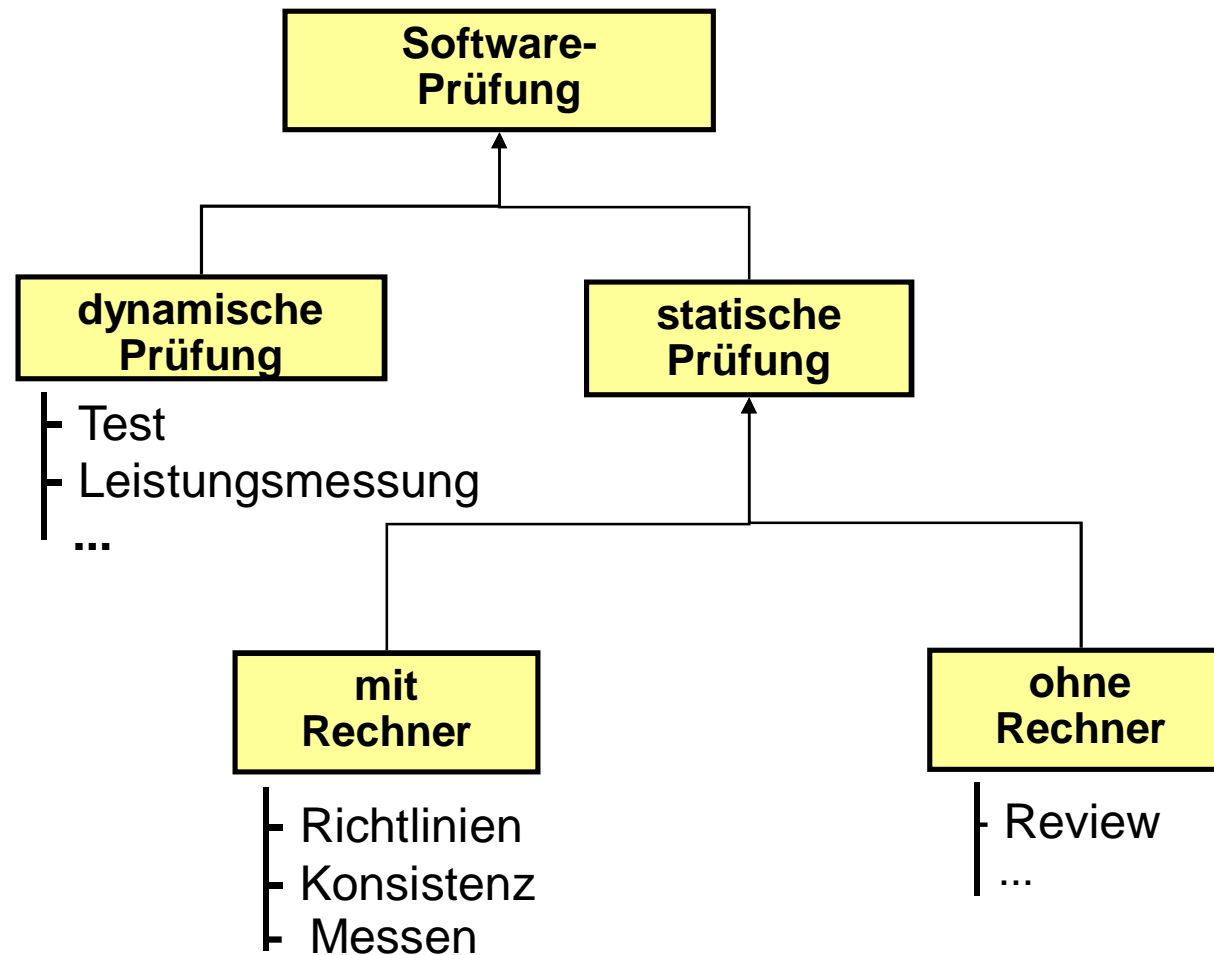 Software-
Prüfung
dynamische
Prüfung
statische
Prüfung
Test
Leistungsmessung
...
mit
Rechner
ohne
Rechner
Richtlinien
Konsistenz
Messen
Review
...